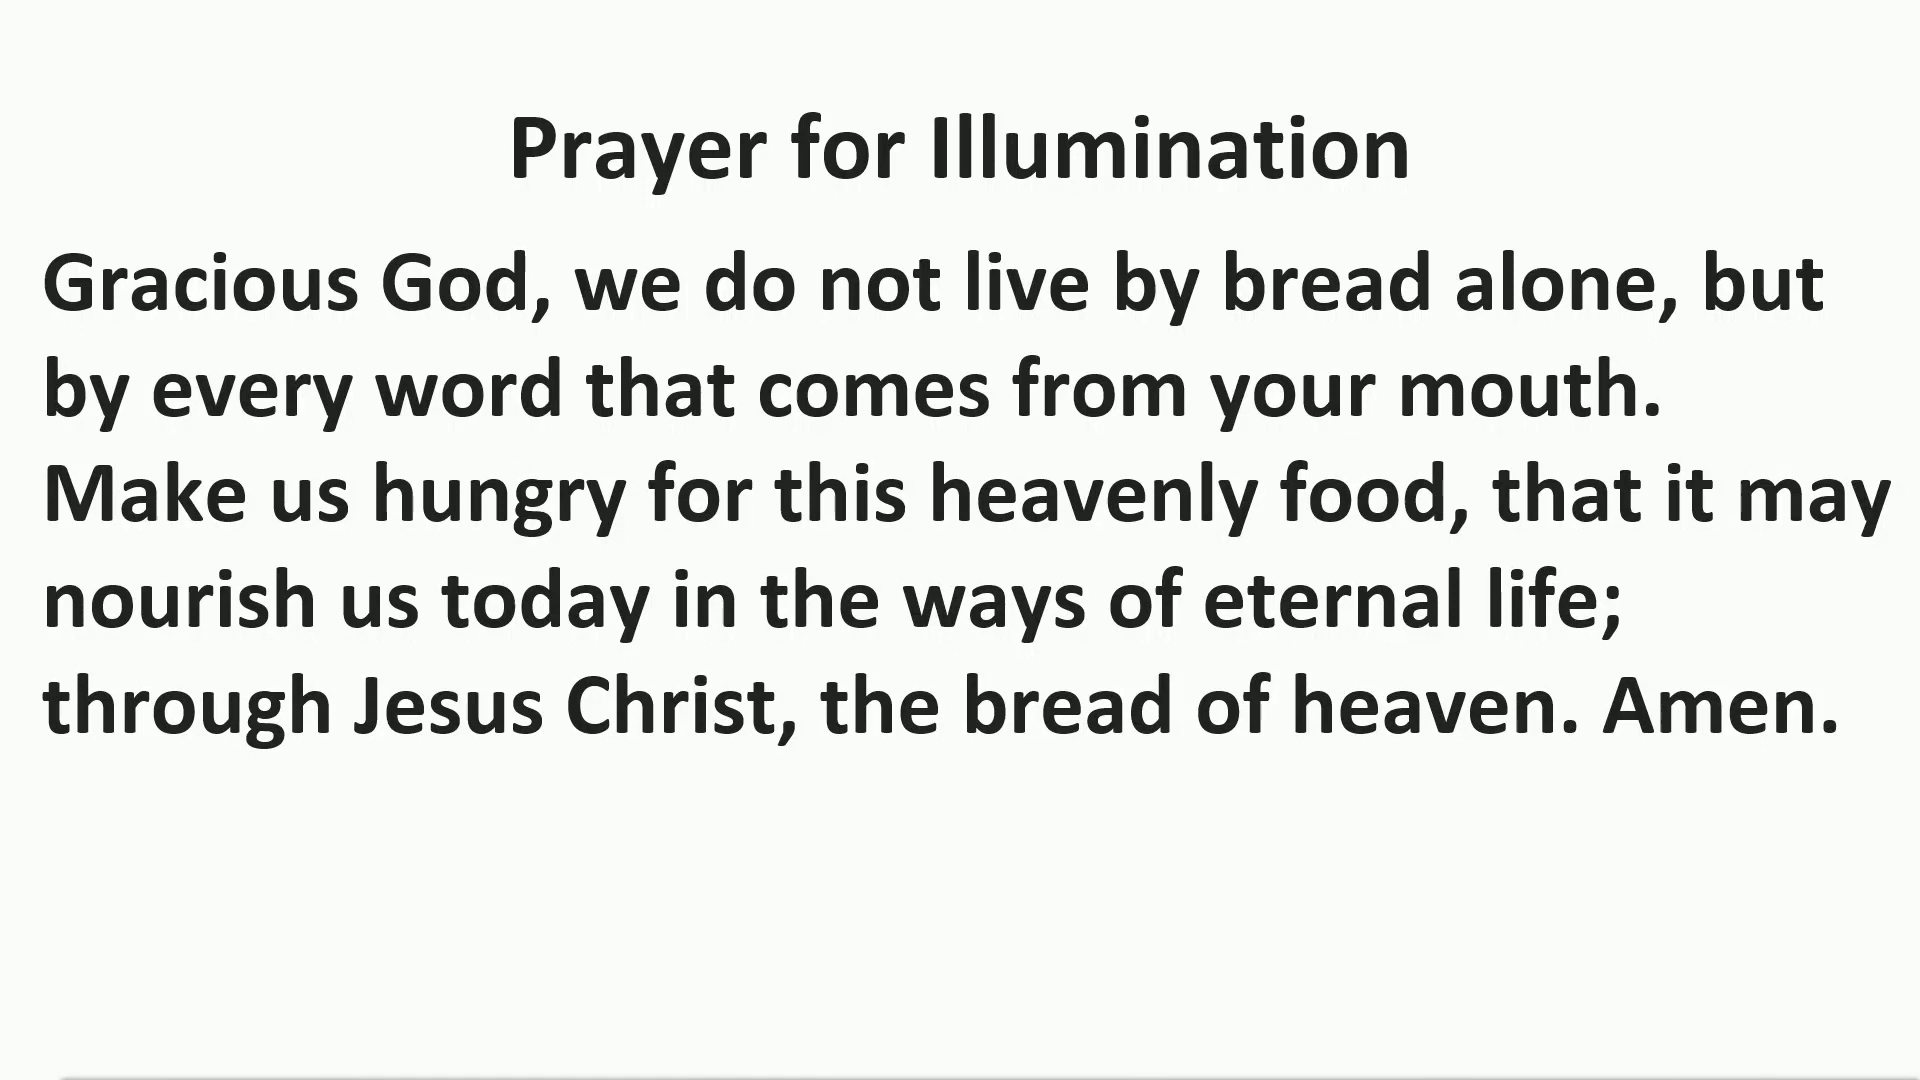 Prayer for Illumination
Gracious God, we do not live by bread alone, but
by every word that comes from your mouth.
Make us hungry for this heavenly food, that it may
nourish us today in the ways of eternal life;
through Jesus Christ, the bread of heaven. Amen.